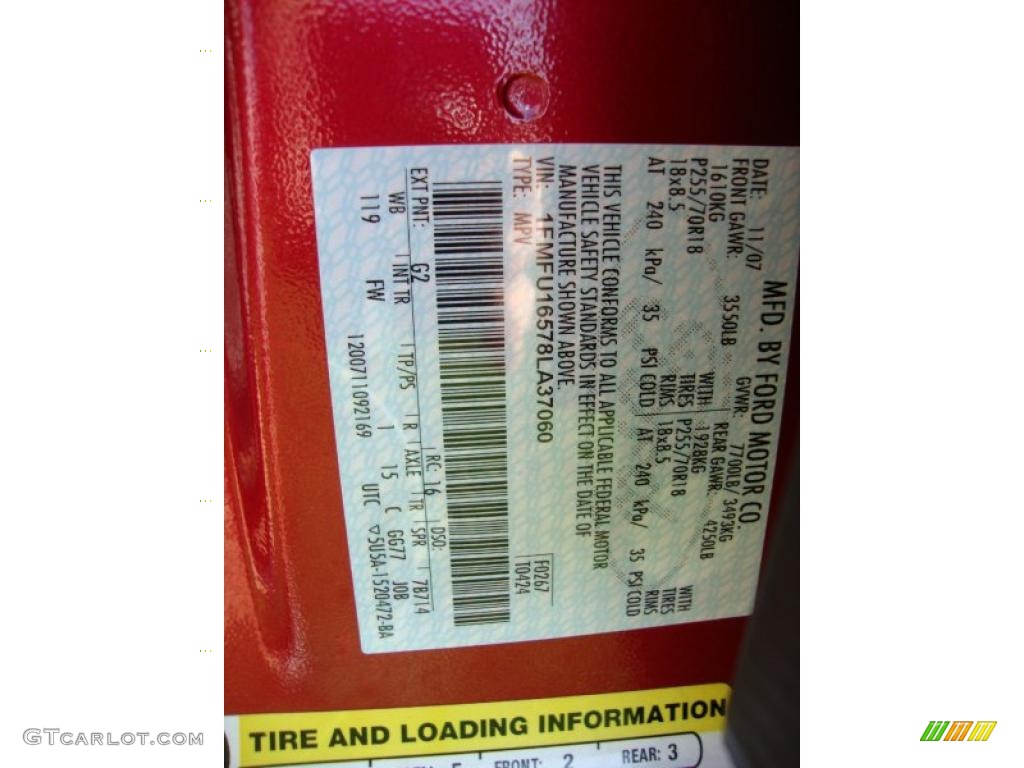 MFD. BY FORD MOTOR CO.
DATE: 11/07 GVWR: 7700LB/ 3493KG
FRONT GAWR: 3550LB REAR GAWR: 4250LB
1610KG WITH 1928KG WITH
P255/70R18 TIRES P255/70R18 TIRES
18x8.5 RIMS 18x8.5 RIMS
AT 240 kPa/ 35 PSI COLD AT 240 kPa/ 35 PSI COLD
THIS VEHICLE CONFORMS TO ALL APPLICABLE FEDERAL MOTOR
VEHICLE SAFETY STANDARDS IN EFFECT ON THE DATE OF
MANUFACTURE SHOWN ABOVE.
VIN: 1FMFU16578LA37060 F0267
TYPE: MPV T0424
EXT PNT: G2 RC: 16 DSO:
WB INT TR TP/PS R AXLE TR SPR 7B714
119 FW 1 15 C GG77 JOB
1200711092169 UTC ▽5U5A-1520472-BA
TIRE AND LOADING INFORMATION
FRONT: 2 REAR: 3
GTCarlot.com